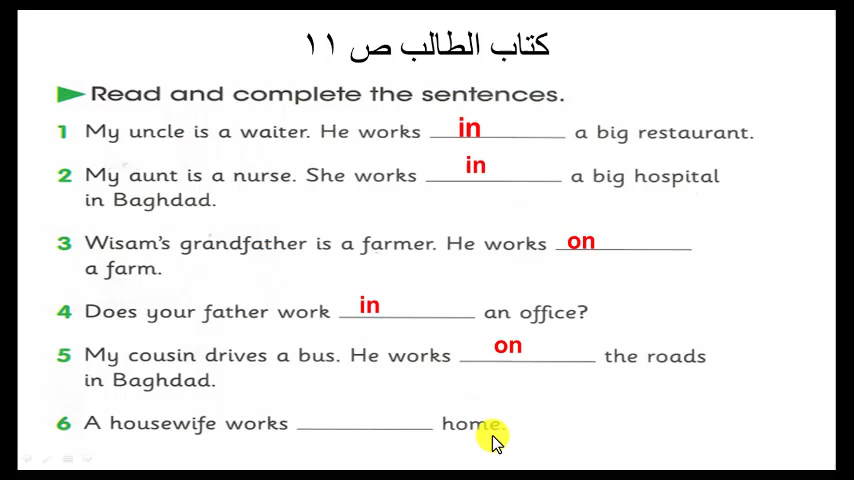 كتاب الطالب ص ١١
Read and complete the sentences.
1 My uncle is a waiter. He works in a big restaurant.
2 My aunt is a nurse. She works in a big hospital
in Baghdad.
3 Wisam's grandfather is a farmer. He works on
a farm.
4 Does your father work in an office?
5 My cousin drives a bus. He works on the roads
in Baghdad.
6 A housewife works ________ home.